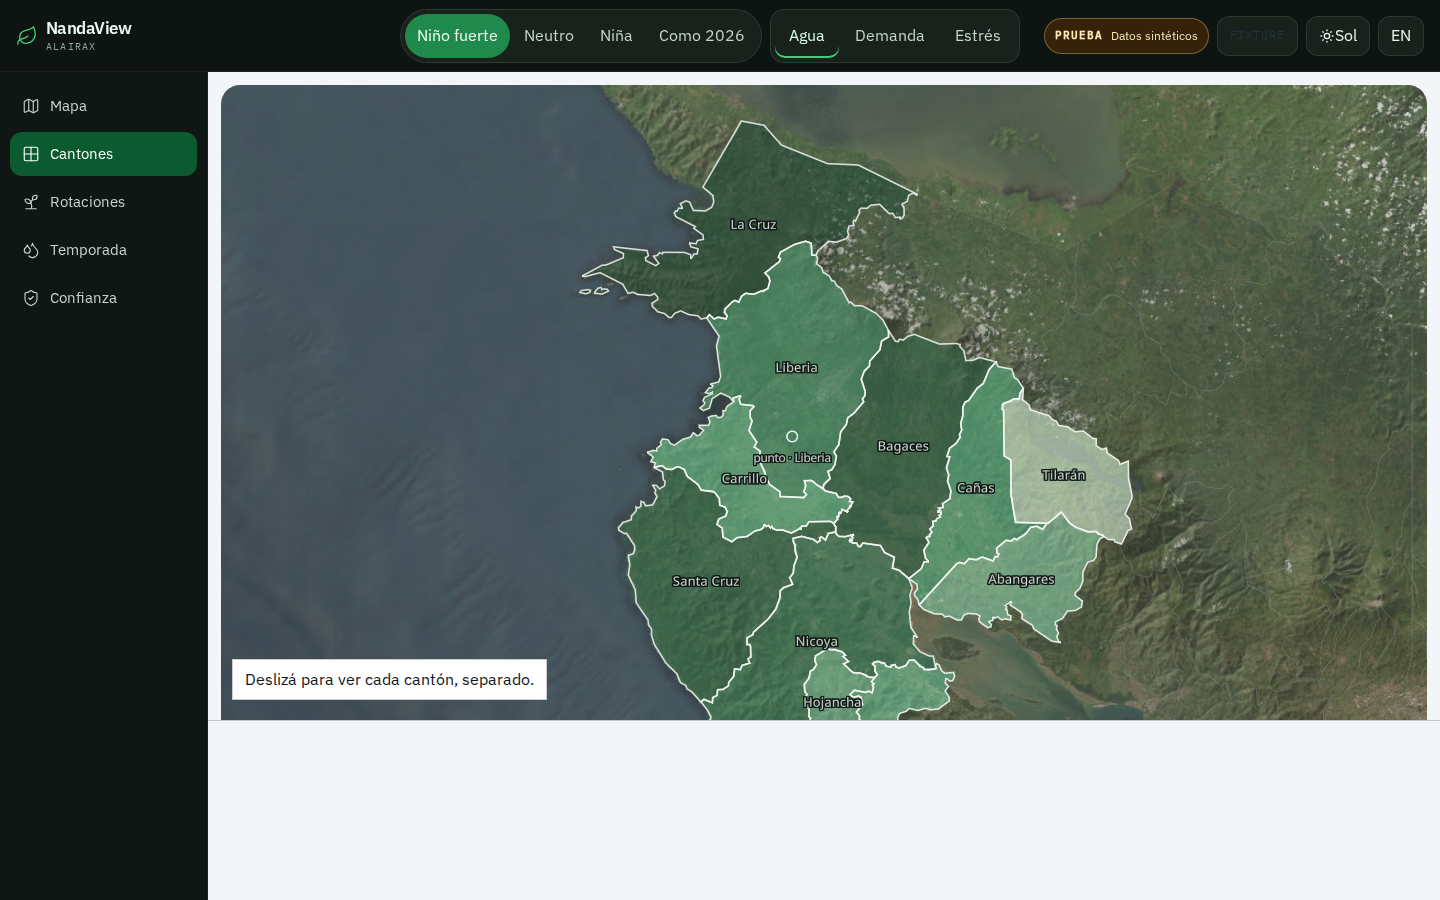 NandaView
ALAIRAX
Niño fuerte
Neutro
Niña
Como 2026
Agua
Demanda
Estrés
PRUEBA Datos sintéticos
FIXTURE
Sol
EN
Mapa
Cantones
Rotaciones
Temporada
Confianza
La Cruz
Liberia
Bagaces
punto · Liberia
Carrillo
Cañas
Tilarán
Santa Cruz
Abangares
Nicoya
Hojancha
Deslizá para ver cada cantón, separado.